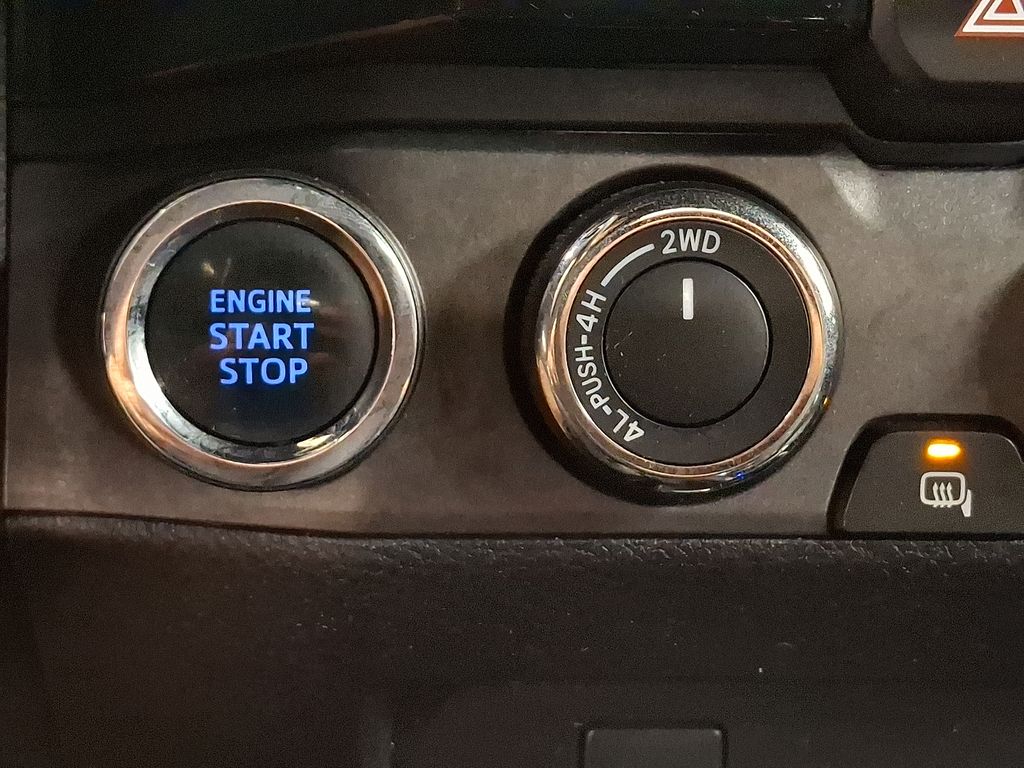 ENGINE
START
STOP
2WD
4L-PUSH-4H